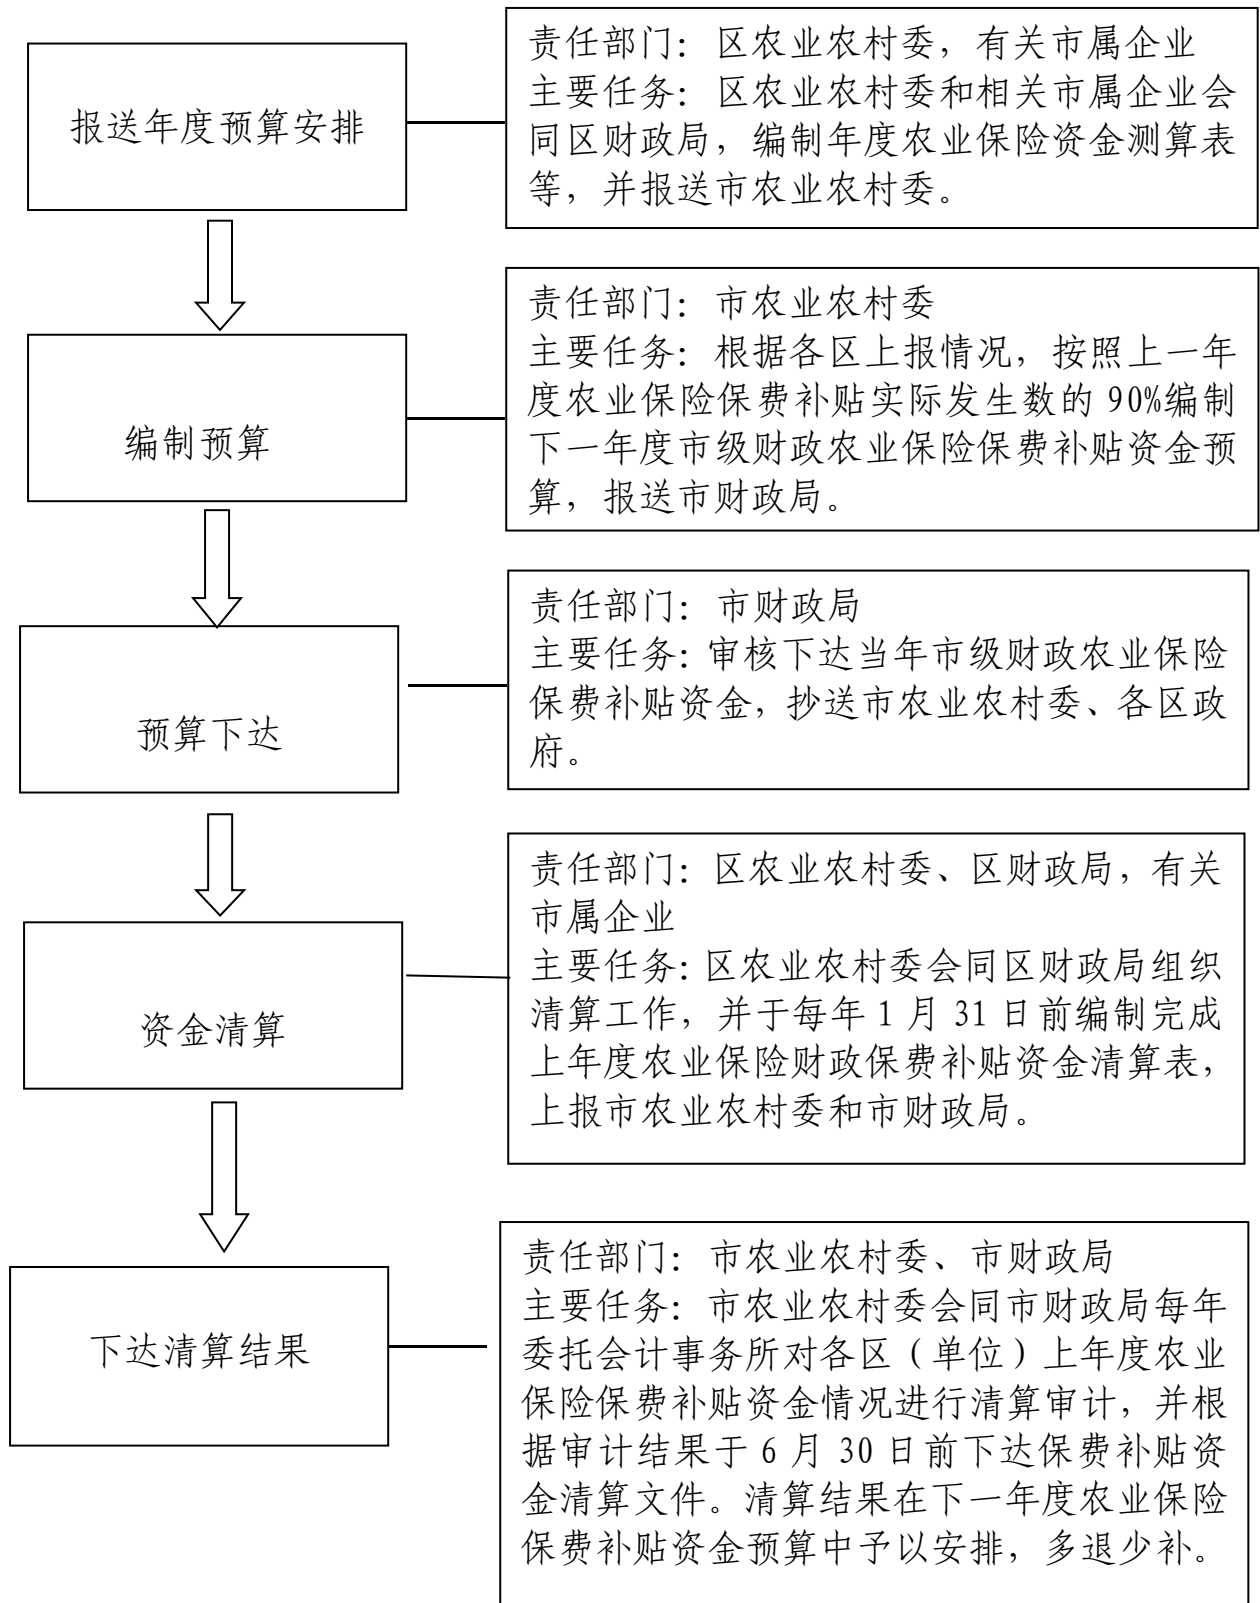 报送年度预算安排
责任部门：区农业农村委，有关市属企业
主要任务：区农业农村委和相关市属企业会
同区财政局，编制年度农业保险资金测算表
等，并报送市农业农村委。
编制预算
责任部门：市农业农村委
主要任务：根据各区上报情况，按照上一年
度农业保险保费补贴实际发生数的 90%编制
下一年度市级财政农业保险保费补贴资金预
算，报送市财政局。
预算下达
责任部门：市财政局
主要任务：审核下达当年市级财政农业保险
保费补贴资金，抄送市农业农村委、各区政
府。
资金清算
责任部门：区农业农村委、区财政局，有关
市属企业
主要任务：区农业农村委会同区财政局组织
清算工作，并于每年 1 月 31 日前编制完成
上年度农业保险财政保费补贴资金清算表，
上报市农业农村委和市财政局。
下达清算结果
责任部门：市农业农村委、市财政局
主要任务：市农业农村委会同市财政局每年
委托会计事务所对各区（单位）上年度农业
保险保费补贴资金情况进行清算审计，并根
据审计结果于 6 月 30 日前下达保费补贴资
金清算文件。清算结果在下一年度农业保险
保费补贴资金预算中予以安排，多退少补。